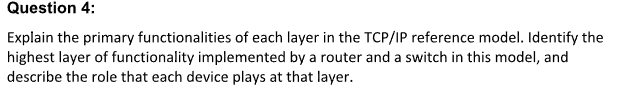 Question 4:
Explain the primary functionalities of each layer in the TCP/IP reference model. Identify the
highest layer of functionality implemented by a router and a switch in this model, and
describe the role that each device plays at that layer.